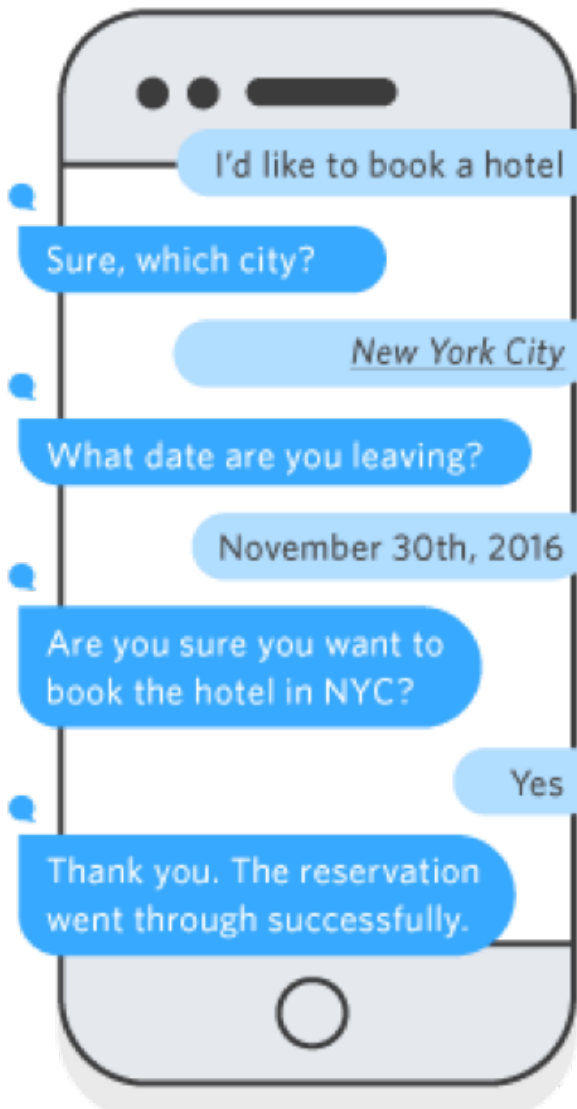 I'd like to book a hotel
Sure, which city?
New York City
What date are you leaving?
November 30th, 2016
Are you sure you want to
book the hotel in NYC?
Yes
Thank you. The reservation
went through successfully.